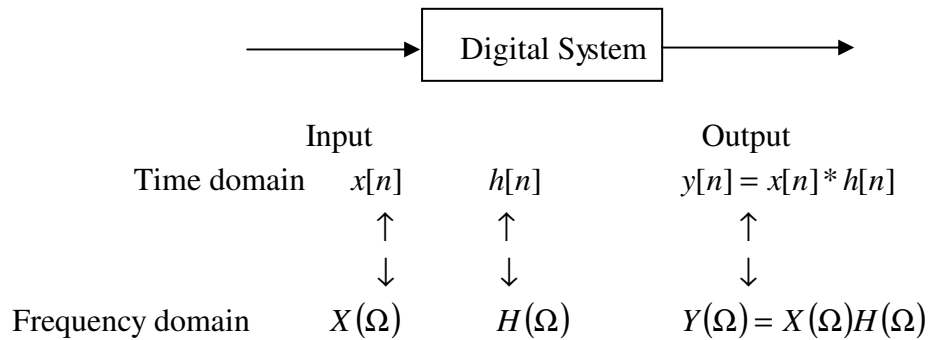 Digital System
Input Output
Time domain x[n] h[n] y[n] = x[n] * h[n]
↑ ↑ ↑
↓ ↓ ↓
Frequency domain X(Ω) H(Ω) Y(Ω) = X(Ω)H(Ω)